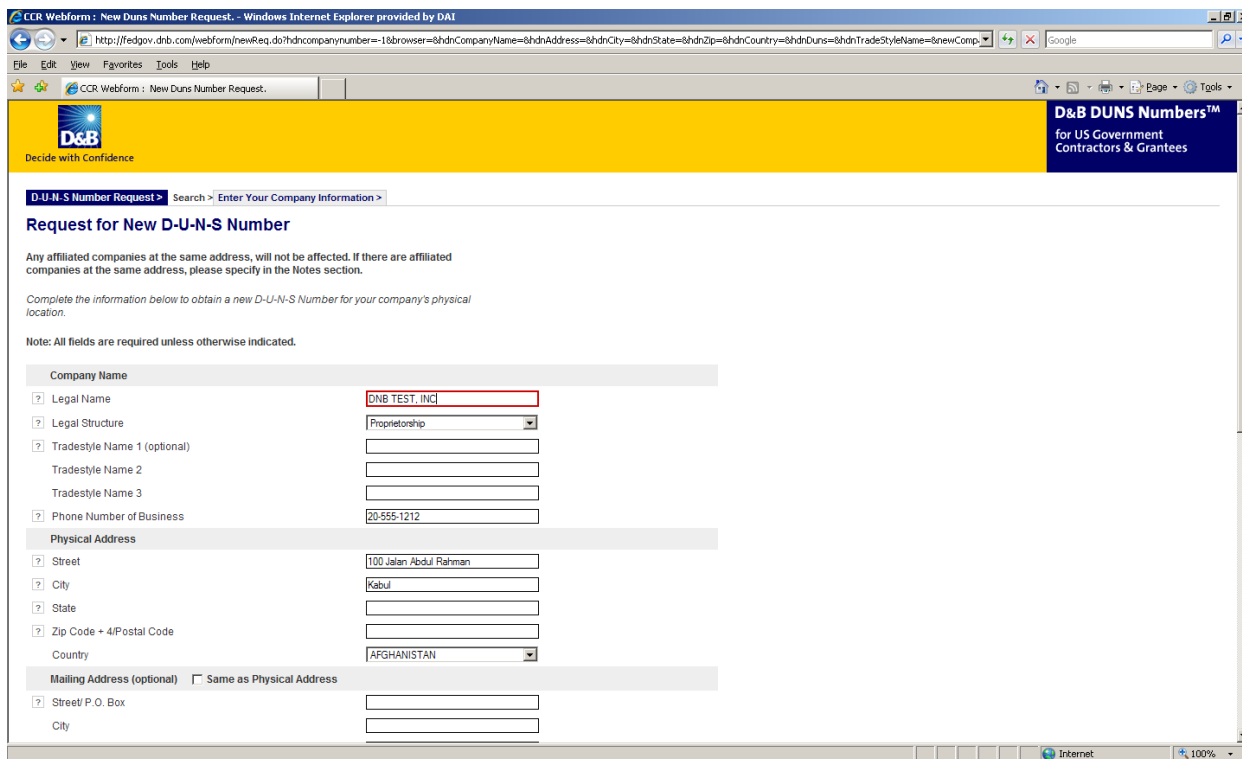 CCR Webform : New Duns Number Request. - Windows Internet Explorer provided by DAI
http://fedgov.dnb.com/webform/newReq.do?hdncompanynumber=-1&browser=&hdnCompanyName=&hdnAddress=&hdnCity=&hdnState=&hdnZip=&hdnCountry=&hdnDuns=&hdnTradeStyleName=&newComp
Google
File Edit View Favorites Tools Help
CCR Webform : New Duns Number Request.
Page Tools
D&B
Decide with Confidence
D&B DUNS Numbers™
for US Government
Contractors & Grantees
D-U-N-S Number Request > Search > Enter Your Company Information >
Request for New D-U-N-S Number
Any affiliated companies at the same address, will not be affected. If there are affiliated
companies at the same address, please specify in the Notes section.
Complete the information below to obtain a new D-U-N-S Number for your company's physical
location.
Note: All fields are required unless otherwise indicated.
Company Name
? Legal Name DNB TEST, INC
? Legal Structure Proprietorship
? Tradestyle Name 1 (optional)
Tradestyle Name 2
Tradestyle Name 3
? Phone Number of Business 20-555-1212
Physical Address
? Street 100 Jalan Abdul Rahman
? City Kabul
? State
? Zip Code + 4/Postal Code
Country AFGHANISTAN
Mailing Address (optional) Same as Physical Address
? Street/ P.O. Box
City
Internet 100%